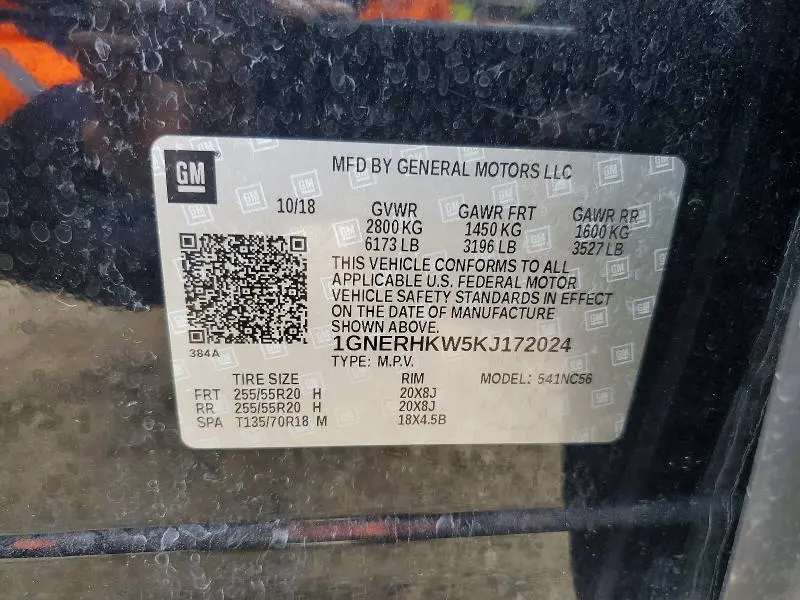 GM
MFD BY GENERAL MOTORS LLC
10/18
GVWR GAWR FRT GAWR RR
2800 KG 1450 KG 1600 KG
6173 LB 3196 LB 3527 LB
THIS VEHICLE CONFORMS TO ALL
APPLICABLE U.S. FEDERAL MOTOR
VEHICLE SAFETY STANDARDS IN EFFECT
ON THE DATE OF MANUFACTURE
SHOWN ABOVE.
384A
1GNERHKW5KJ172024
TYPE: M.P.V.
TIRE SIZE RIM MODEL: 541NC56
FRT 255/55R20 H 20X8J
RR 255/55R20 H 20X8J
SPA T135/70R18 M 18X4.5B